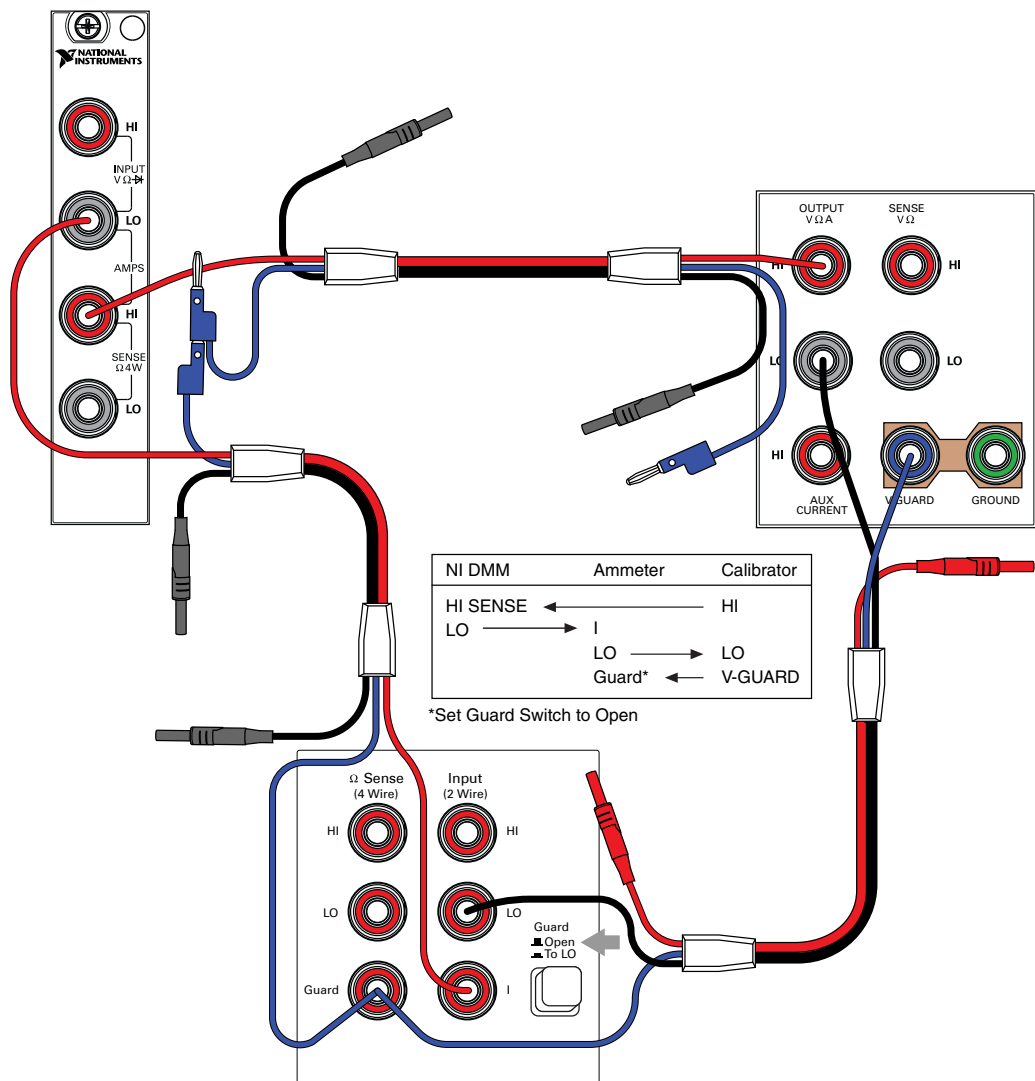 NATIONAL
INSTRUMENTS
HI
INPUT
V Ω
LO
AMPS
HI
SENSE
Ω 4W
LO
OUTPUT
V Ω A
SENSE
V Ω
HI
HI
LO
LO
HI
AUX
CURRENT
V-GUARD
GROUND
NI DMM Ammeter Calibrator
HI SENSE HI
LO I
LO LO
Guard* V-GUARD
*Set Guard Switch to Open
Ω Sense
(4 Wire)
Input
(2 Wire)
HI
HI
LO
LO
Guard
Open
To LO
Guard
I